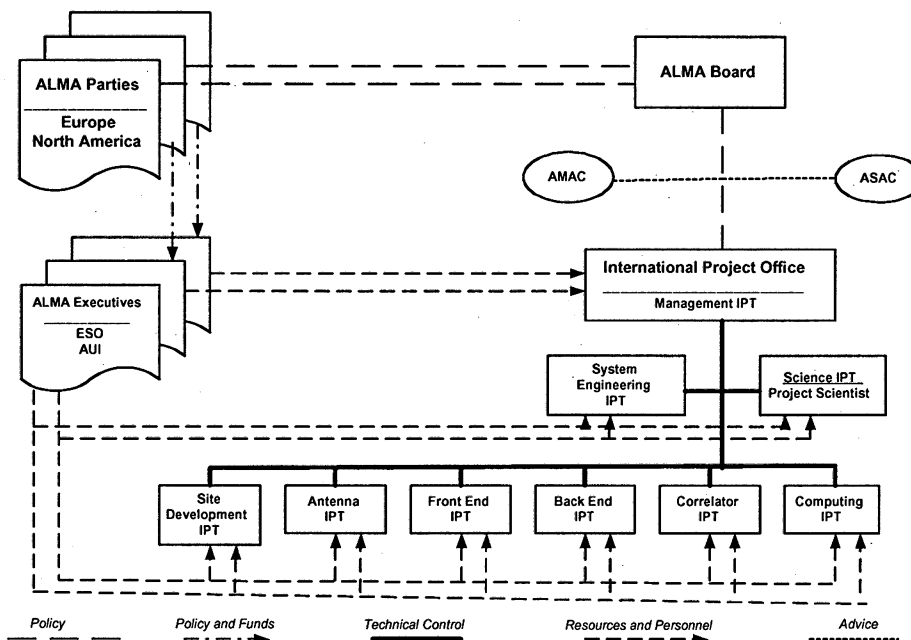 ALMA Parties
Europe
North America
ALMA Board
AMAC
ASAC
ALMA Executives
ESO
AUI
International Project Office
Management IPT
System
Engineering
IPT
Science IPT
Project Scientist
Site
Development
IPT
Antenna
IPT
Front End
IPT
Back End
IPT
Correlator
IPT
Computing
IPT
Policy
Policy and Funds
Technical Control
Resources and Personnel
Advice